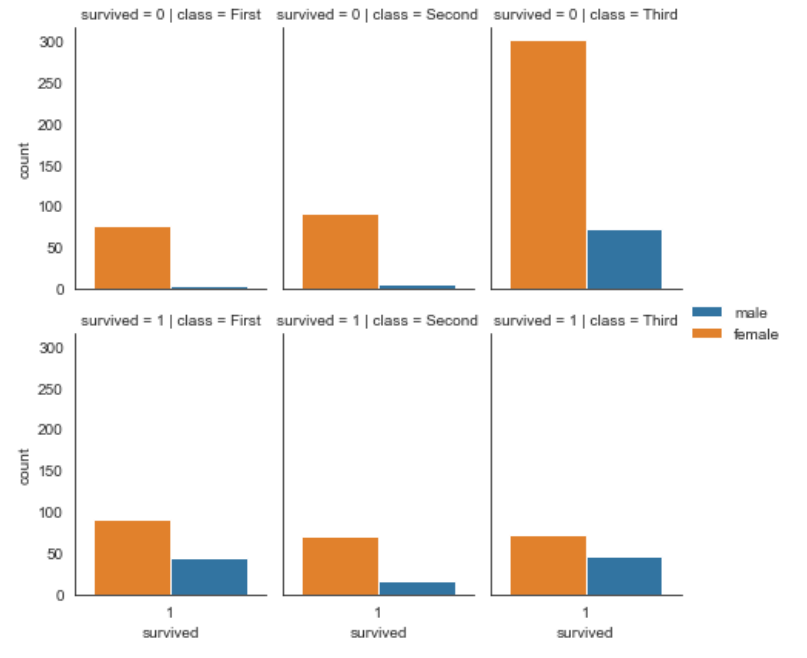 survived = 0 | class = First
survived = 0 | class = Second
survived = 0 | class = Third
300
250
200
150
100
50
0
count
male
female
survived = 1 | class = First
survived = 1 | class = Second
survived = 1 | class = Third
300
250
200
150
100
50
0
count
1
1
1
survived
survived
survived